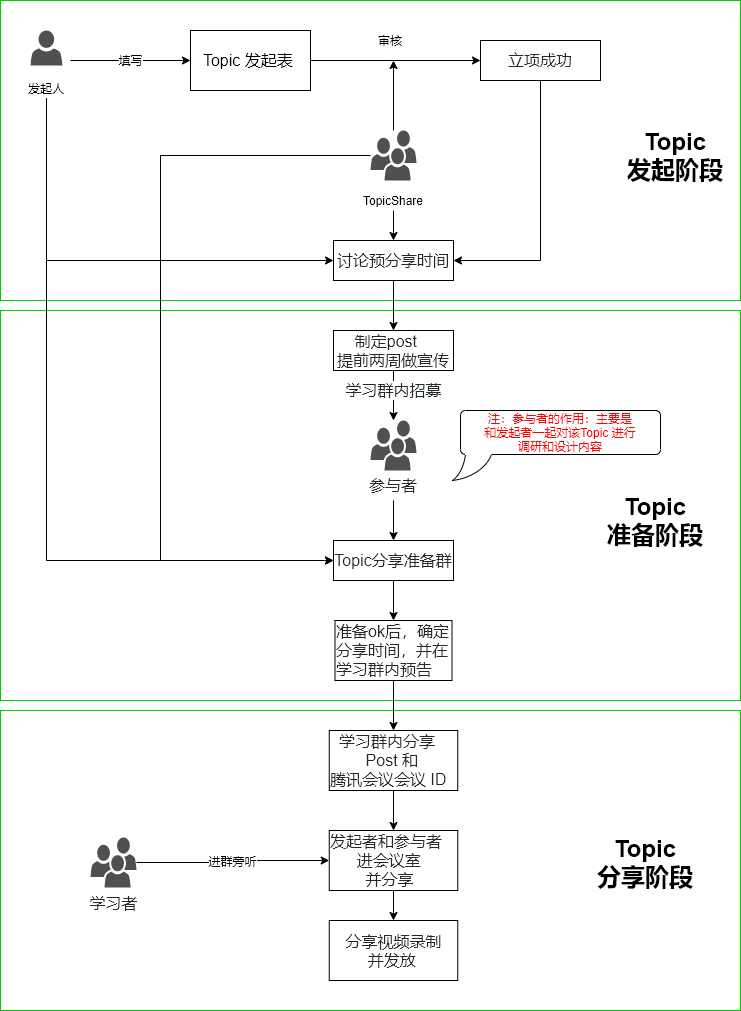 审核
填写
Topic 发起表
立项成功
发起人
Topic
发起阶段
TopicShare
讨论预分享时间
制定post
提前两周做宣传
学习群内招募
注：参与者的作用：主要是
和发起者一起对该Topic 进行
调研和设计内容
参与者
Topic
准备阶段
Topic分享准备群
准备ok后，确定
分享时间，并在
学习群内预告
学习群内分享
Post 和
腾讯会议会议 ID
发起者和参与者
进会议室
并分享
进群旁听
学习者
Topic
分享阶段
分享视频录制
并发放